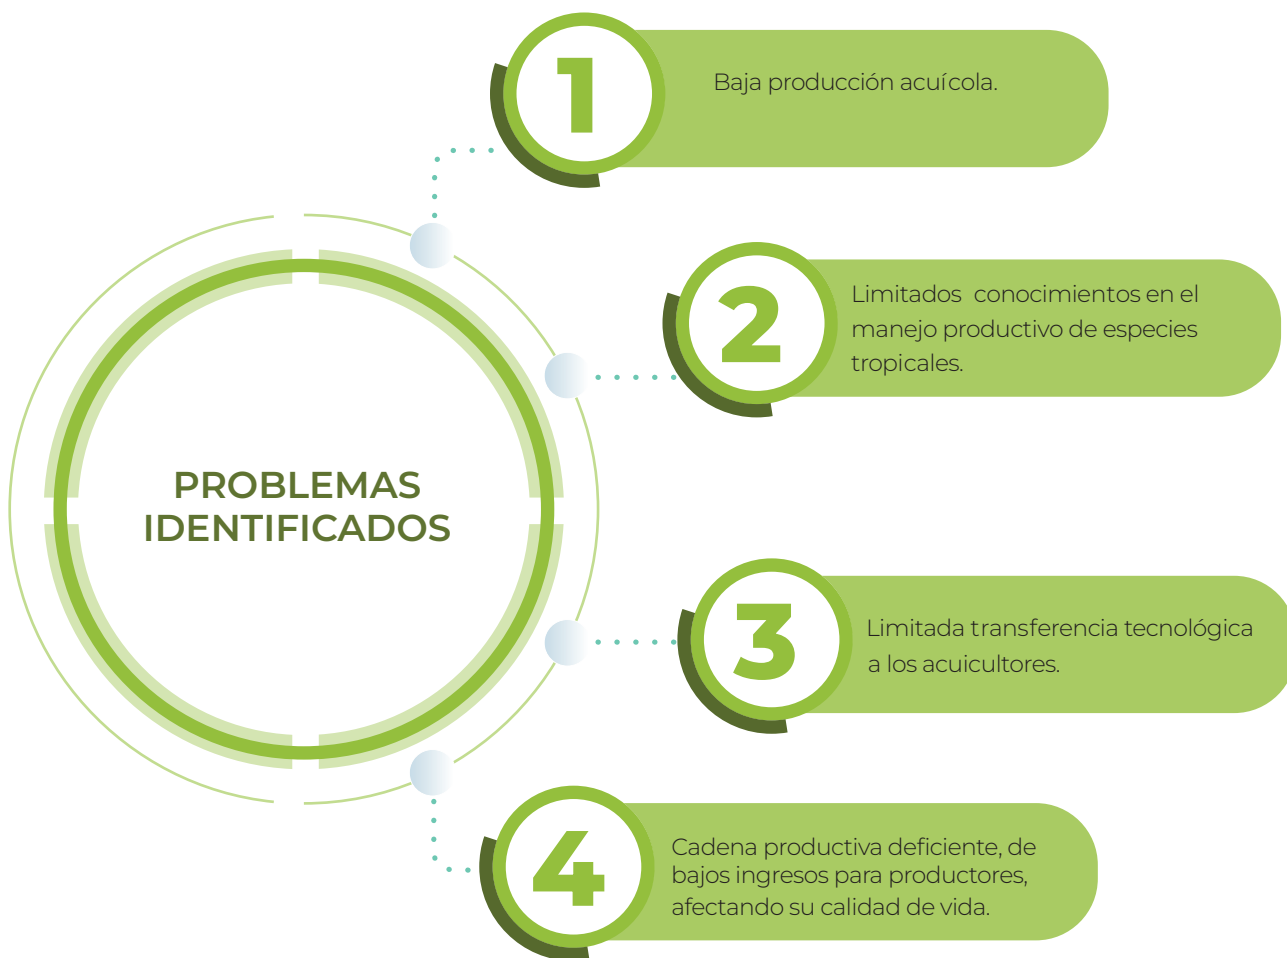 1
Baja producción acuícola.
2
Limitados conocimientos en el
manejo productivo de especies
tropicales.
PROBLEMAS
IDENTIFICADOS
3
Limitada transferencia tecnológica
a los acuicultores.
4
Cadena productiva deficiente, de
bajos ingresos para productores,
afectando su calidad de vida.